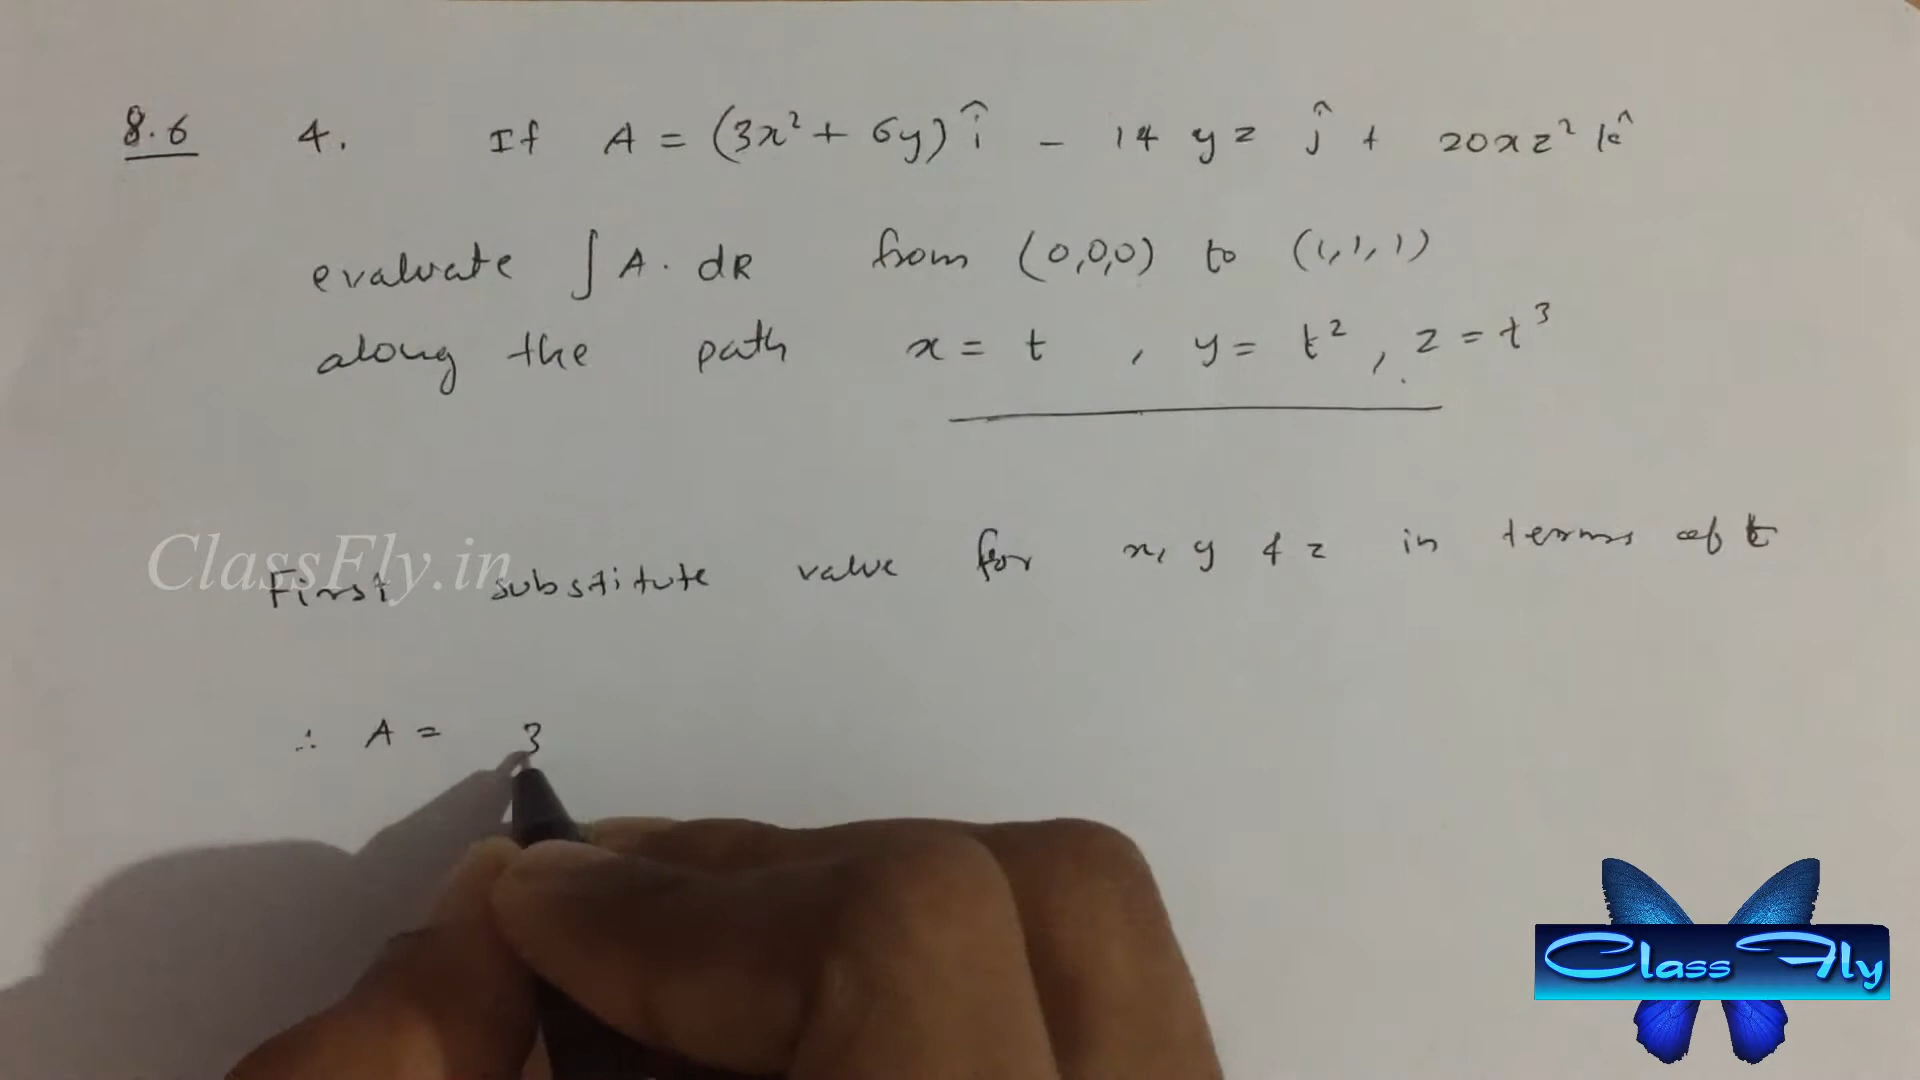 8.6 4. If A = (3x² + 6y) î - 14 yz ĵ + 20xz² k̂
evaluate ∫ A. dR from (0,0,0) to (1,1,1)
along the path x = t , y = t² , z = t³
ClassFly.in
First substitute value for x, y & z in terms of t
∴ A = 3
Class Fly